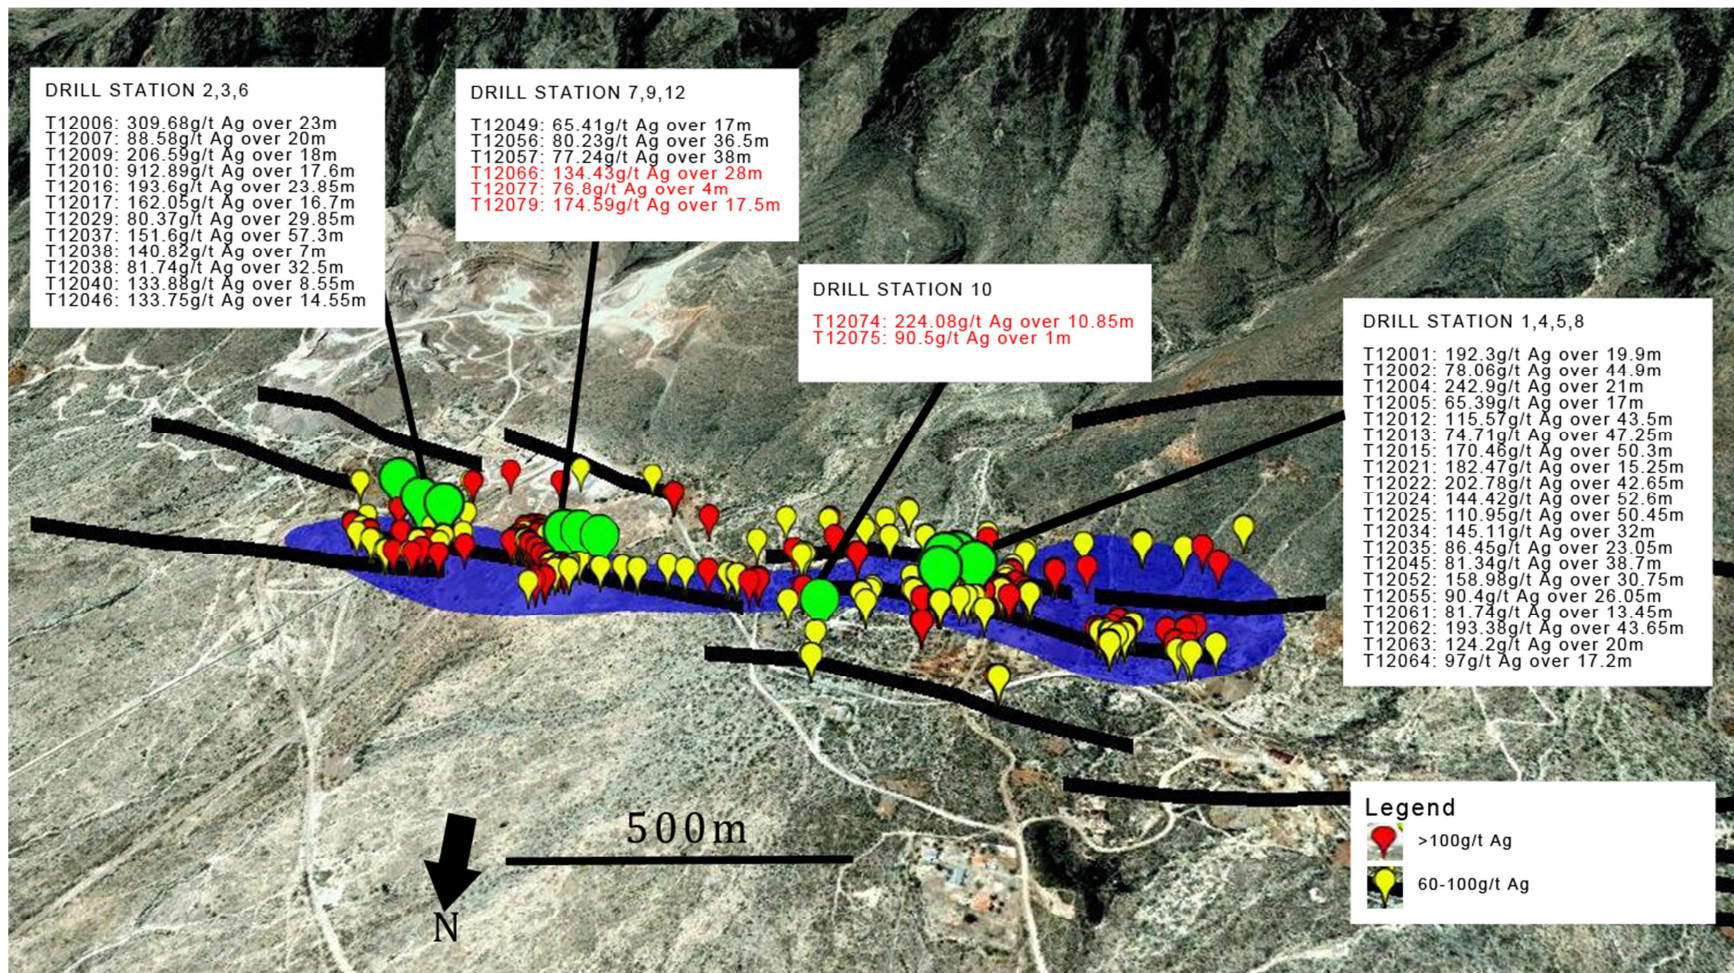 DRILL STATION 2,3,6
T12006: 309.68g/t Ag over 23m
T12007: 88.58g/t Ag over 20m
T12009: 206.59g/t Ag over 18m
T12010: 912.89g/t Ag over 17.6m
T12016: 193.6g/t Ag over 23.85m
T12017: 162.05g/t Ag over 16.7m
T12029: 80.37g/t Ag over 29.85m
T12037: 151.6g/t Ag over 57.3m
T12038: 140.82g/t Ag over 7m
T12038: 81.74g/t Ag over 32.5m
T12040: 133.88g/t Ag over 8.55m
T12046: 133.75g/t Ag over 14.55m
DRILL STATION 7,9,12
T12049: 65.41g/t Ag over 17m
T12056: 80.23g/t Ag over 36.5m
T12057: 77.24g/t Ag over 38m
T12066: 134.43g/t Ag over 28m
T12077: 76.8g/t Ag over 4m
T12079: 174.59g/t Ag over 17.5m
DRILL STATION 10
T12074: 224.08g/t Ag over 10.85m
T12075: 90.5g/t Ag over 1m
DRILL STATION 1,4,5,8
T12001: 192.3g/t Ag over 19.9m
T12002: 78.06g/t Ag over 44.9m
T12004: 242.9g/t Ag over 21m
T12005: 65.39g/t Ag over 17m
T12012: 115.57g/t Ag over 43.5m
T12013: 74.71g/t Ag over 47.25m
T12015: 170.46g/t Ag over 50.3m
T12021: 182.47g/t Ag over 15.25m
T12022: 202.78g/t Ag over 42.65m
T12024: 144.42g/t Ag over 52.6m
T12025: 110.95g/t Ag over 50.45m
T12034: 145.11g/t Ag over 32m
T12035: 86.45g/t Ag over 23.05m
T12045: 81.34g/t Ag over 38.7m
T12052: 158.98g/t Ag over 30.75m
T12055: 90.4g/t Ag over 26.05m
T12061: 81.74g/t Ag over 13.45m
T12062: 193.38g/t Ag over 43.65m
T12063: 124.2g/t Ag over 20m
T12064: 97g/t Ag over 17.2m
500m
N
Legend
>100g/t Ag
60-100g/t Ag